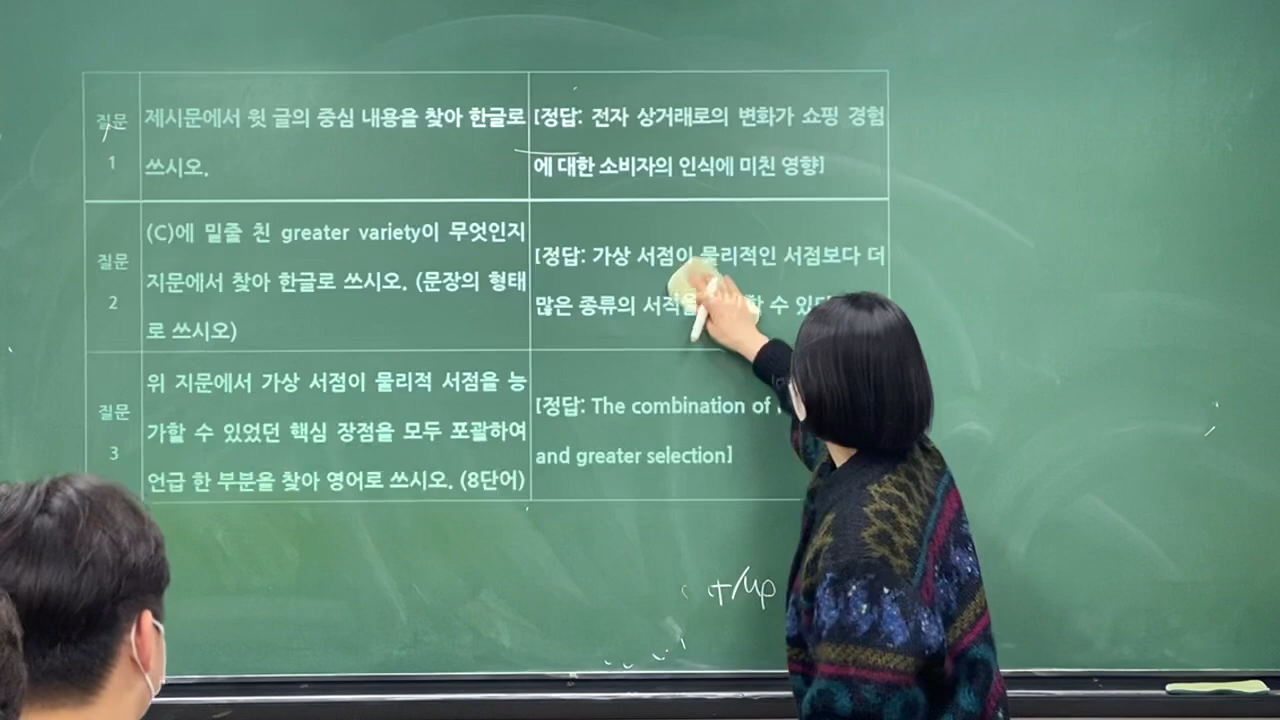 질문
1
제시문에서 윗 글의 중심 내용을 찾아 한글로
쓰시오.
[정답: 전자 상거래로의 변화가 쇼핑 경험
에 대한 소비자의 인식에 미친 영향]
질문
2
(C)에 밑줄 친 greater variety이 무엇인지
지문에서 찾아 한글로 쓰시오. (문장의 형태
로 쓰시오)
[정답: 가상 서점이 물리적인 서점보다 더
많은 종류의 서적을 수
질문
3
위 지문에서 가상 서점이 물리적 서점을 능
가할 수 있었던 핵심 장점을 모두 포괄하여
언급 한 부분을 찾아 영어로 쓰시오. (8단어)
[정답: The combination of
and greater selection]